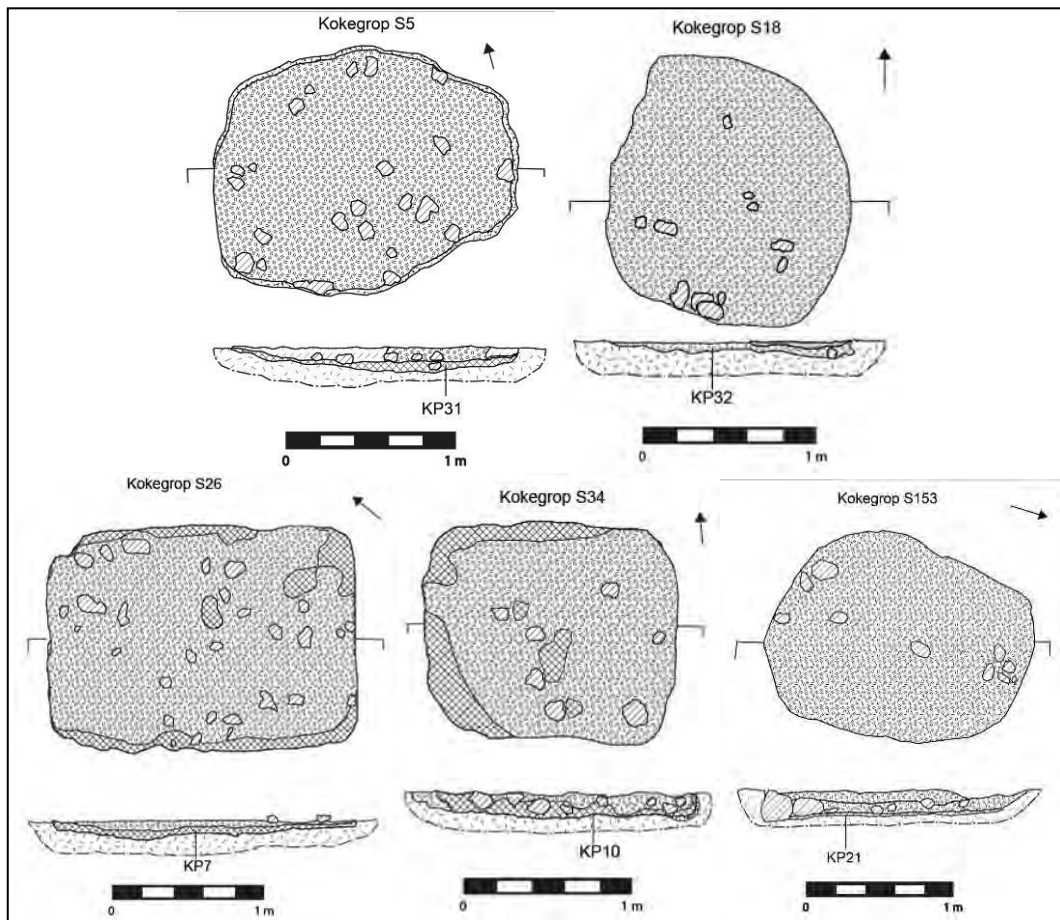 Kokegrop S5
Kokegrop S18
KP31
KP32
0 1 m
0 1 m
Kokegrop S26
Kokegrop S34
Kokegrop S153
KP7
KP10
KP21
0 1 m
0 1 m
0 1 m